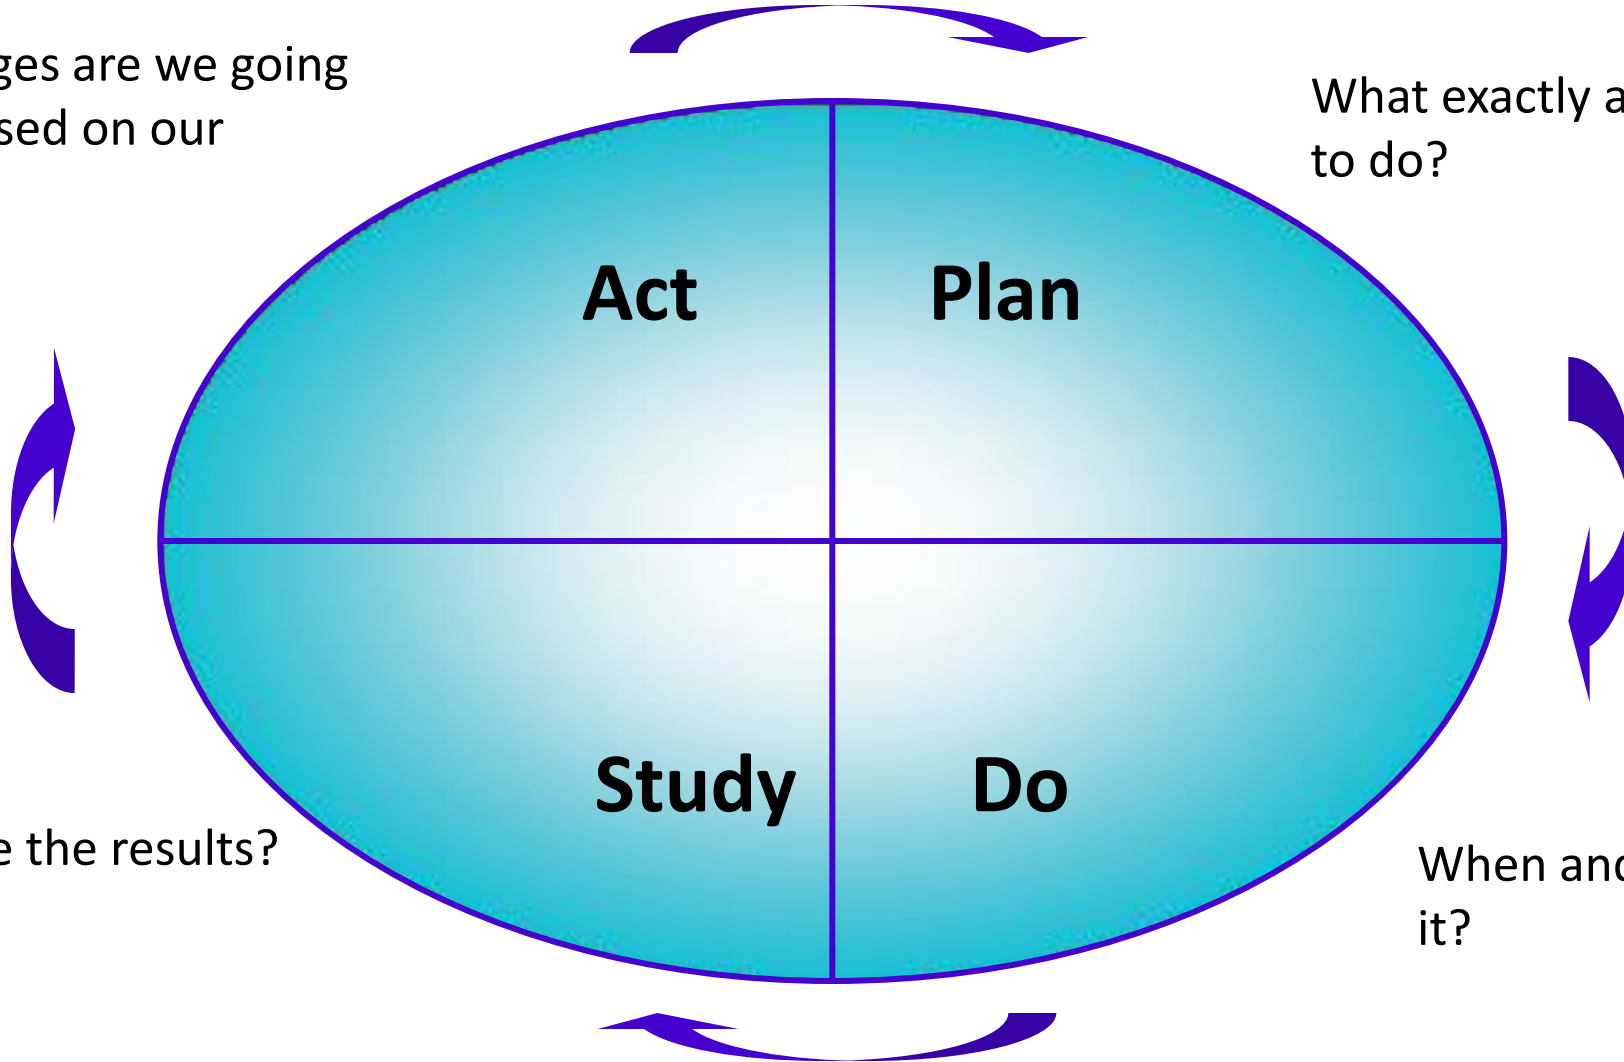 ges are we going
sed on our
What exactly a
to do?
Act
Plan
Study
Do
e the results?
When and
it?